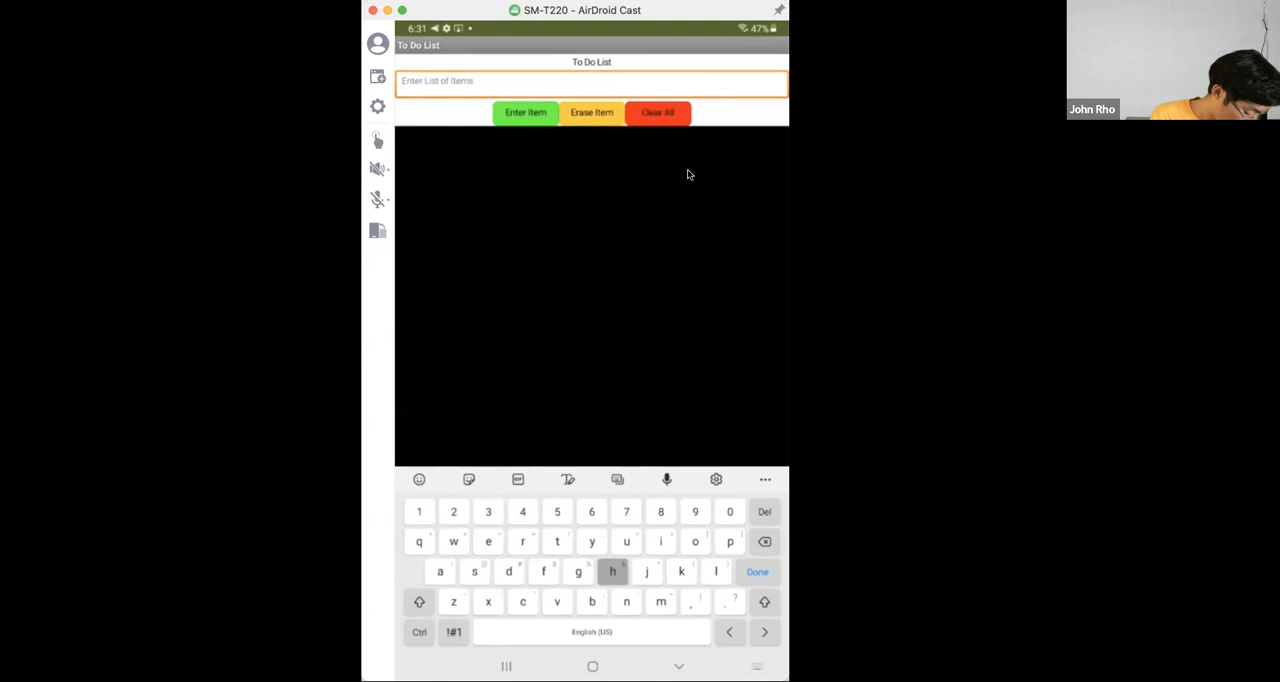 SM-T220 - AirDroid Cast
6:31
47%
To Do List
To Do List
Enter List of Items
Enter Item
Erase Item
Clear All
John Rho
GIF
1 2 3 4 5 6 7 8 9 0 Del
q w e r t y u i o p
a s d f g h j k l Done
z x c v b n m , ! . ?
Ctrl !#1 English (US) < >